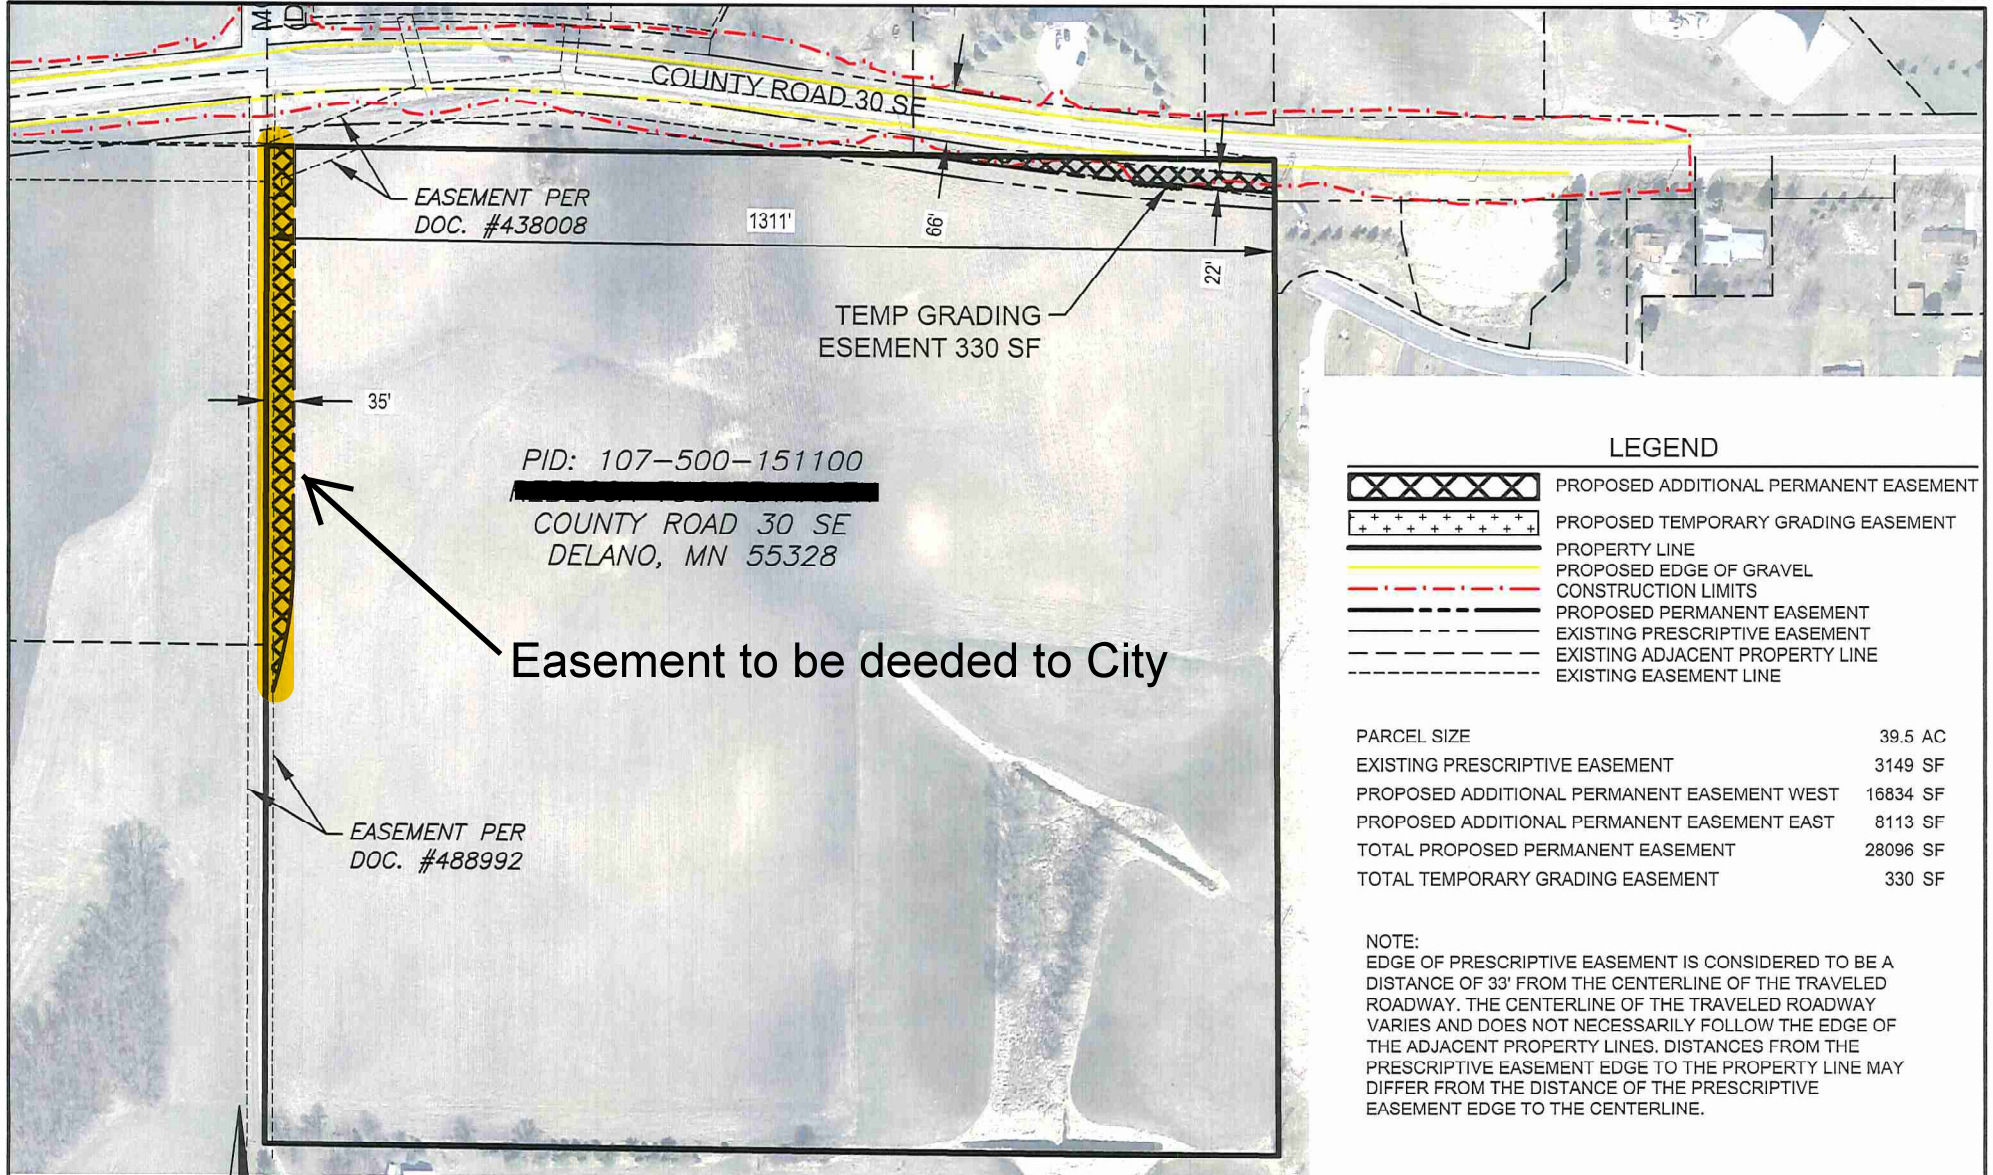 COUNTY ROAD 30 SE
EASEMENT PER
DOC. #438008
1311'
66'
22'
TEMP GRADING
ESEMENT 330 SF
35'
PID: 107-500-151100
COUNTY ROAD 30 SE
DELANO, MN 55328
Easement to be deeded to City
EASEMENT PER
DOC. #488992
LEGEND
PROPOSED ADDITIONAL PERMANENT EASEMENT
PROPOSED TEMPORARY GRADING EASEMENT
PROPERTY LINE
PROPOSED EDGE OF GRAVEL
CONSTRUCTION LIMITS
PROPOSED PERMANENT EASEMENT
EXISTING PRESCRIPTIVE EASEMENT
EXISTING ADJACENT PROPERTY LINE
EXISTING EASEMENT LINE
PARCEL SIZE 39.5 AC
EXISTING PRESCRIPTIVE EASEMENT 3149 SF
PROPOSED ADDITIONAL PERMANENT EASEMENT WEST 16834 SF
PROPOSED ADDITIONAL PERMANENT EASEMENT EAST 8113 SF
TOTAL PROPOSED PERMANENT EASEMENT 28096 SF
TOTAL TEMPORARY GRADING EASEMENT 330 SF
NOTE:
EDGE OF PRESCRIPTIVE EASEMENT IS CONSIDERED TO BE A
DISTANCE OF 33' FROM THE CENTERLINE OF THE TRAVELED
ROADWAY. THE CENTERLINE OF THE TRAVELED ROADWAY
VARIES AND DOES NOT NECESSARILY FOLLOW THE EDGE OF
THE ADJACENT PROPERTY LINES. DISTANCES FROM THE
PRESCRIPTIVE EASEMENT EDGE TO THE PROPERTY LINE MAY
DIFFER FROM THE DISTANCE OF THE PRESCRIPTIVE
EASEMENT EDGE TO THE CENTERLINE.